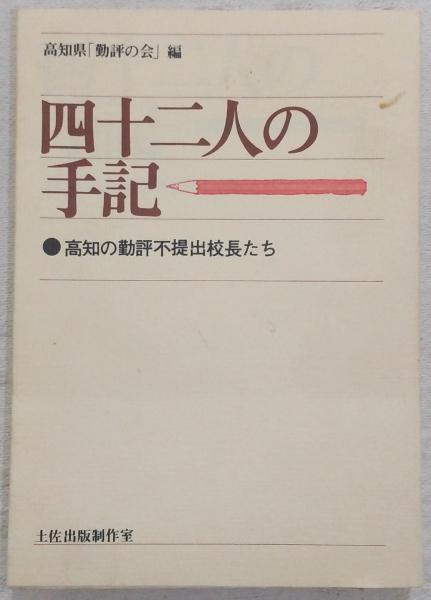 高知県「勤評の会」編
四十二人の
手記
●高知の勤評不提出校長たち
土佐出版制作室